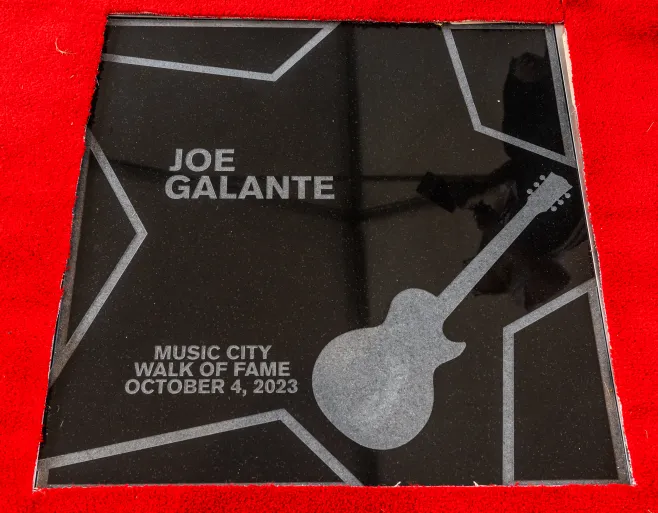 JOE
GALANTE
MUSIC CITY
WALK OF FAME
OCTOBER 4, 2023